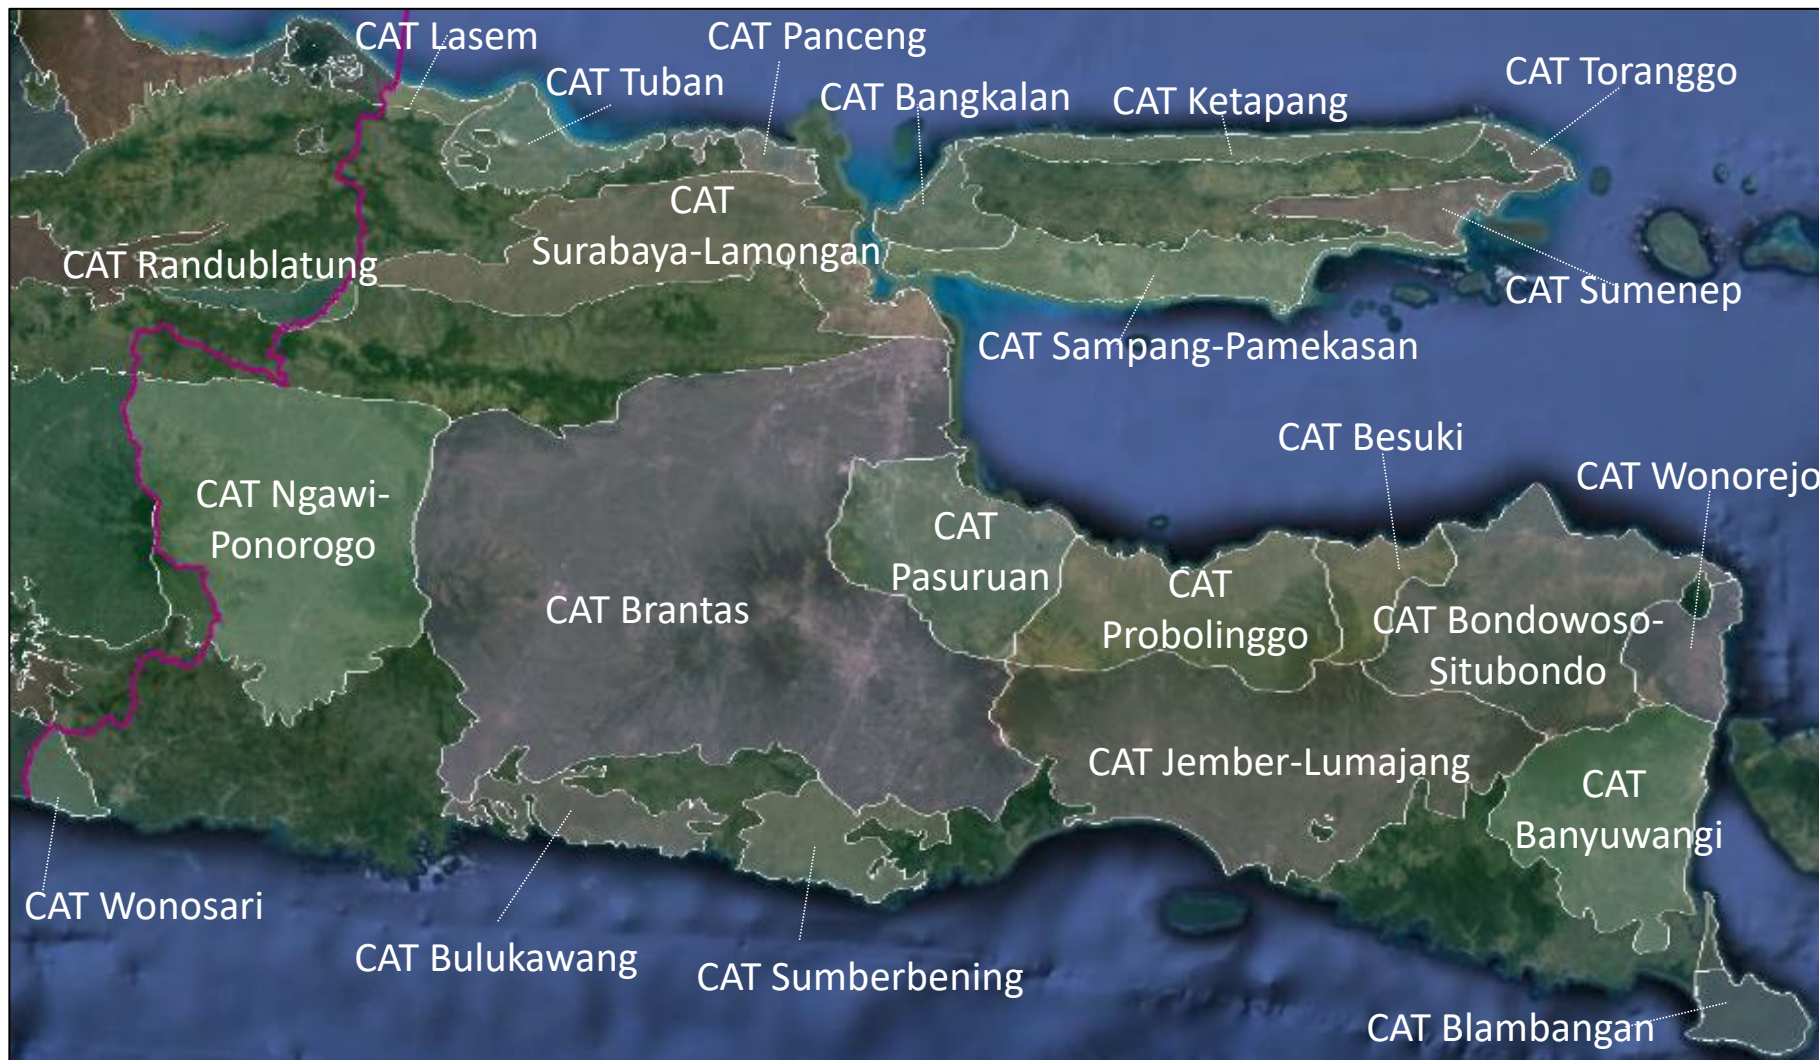 CAT Lasem
CAT Panceng
CAT Tuban
CAT Toranggo
CAT Bangkalan
CAT Ketapang
CAT
Surabaya-Lamongan
CAT Randublatung
CAT Sumenep
CAT Sampang-Pamekasan
CAT Besuki
CAT Wonorejo
CAT Ngawi-
Ponorogo
CAT
Pasuruan
CAT Brantas
CAT
Probolinggo
CAT Bondowoso-
Situbondo
CAT Jember-Lumajang
CAT
Banyuwangi
CAT Wonosari
CAT Bulukawang
CAT Sumberbening
CAT Blambangan